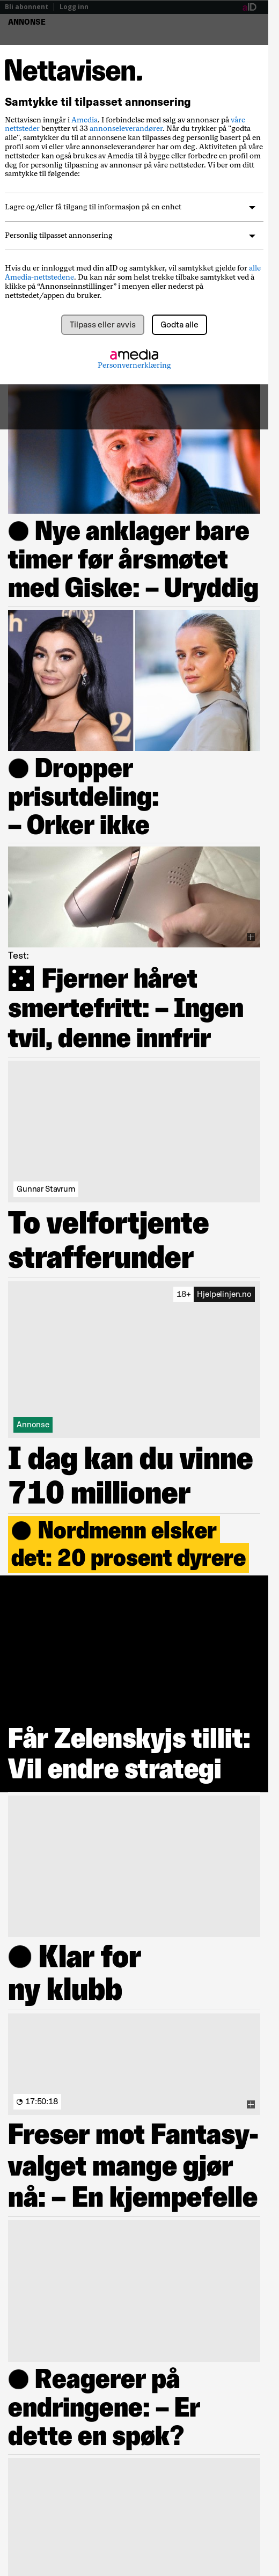 Bli abonnent | Logg inn
aID
ANNONSE
Nettavisen.
Samtykke til tilpasset annonsering
Nettavisen inngår i Amedia. I forbindelse med salg av annonser på våre
nettsteder benytter vi 33 annonseleverandører. Når du trykker på "godta
alle", samtykker du til at annonsene kan tilpasses deg personlig basert på en
profil som vi eller våre annonseleverandører har om deg. Aktiviteten på våre
nettsteder kan også brukes av Amedia til å bygge eller forbedre en profil om
deg for personlig tilpasning av annonser på våre nettsteder. Vi ber om ditt
samtykke til følgende:
Lagre og/eller få tilgang til informasjon på en enhet
Personlig tilpasset annonsering
Hvis du er innlogget med din aID og samtykker, vil samtykket gjelde for alle
Amedia-nettstedene. Du kan når som helst trekke tilbake samtykket ved å
klikke på “Annonseinnstillinger” i menyen eller nederst på
nettstedet/appen du bruker.
Tilpass eller avvis
Godta alle
amedia
Personvernerklæring
Nye anklager bare
timer før årsmøtet
med Giske: – Uryddig
Dropper
prisutdeling:
– Orker ikke
Test:
Fjerner håret
smertefritt: – Ingen
tvil, denne innfrir
Gunnar Stavrum
To velfortjente
strafferunder
18+ Hjelpelinjen.no
Annonse
I dag kan du vinne
710 millioner
Nordmenn elsker
det: 20 prosent dyrere
Får Zelenskyjs tillit:
Vil endre strategi
Klar for
ny klubb
17:50:18
Freser mot Fantasy-
valget mange gjør
nå: – En kjempefelle
Reagerer på
endringene: – Er
dette en spøk?